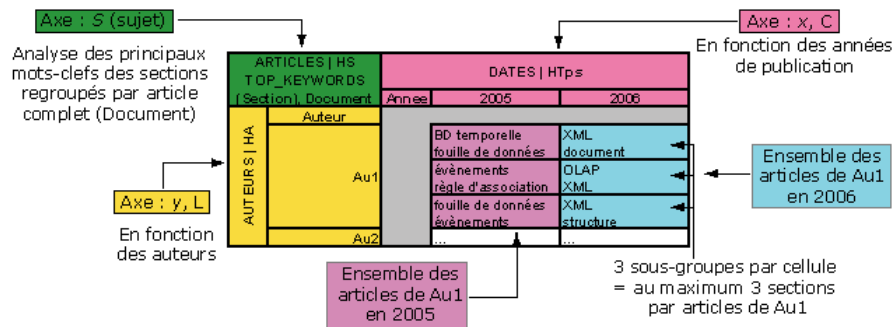 Axe : S (sujet)
Analyse des principaux
mots-clefs des sections
regroupés par article
complet (Document)
Axe : x, C
En fonction des années
de publication
ARTICLES | HS
TOP_KEYWORDS
(Section), Document
DATES | HTps
Annee
2005
2006
AUTEURS | HA
Auteur
Au1
BD temporelle
fouille de données
XML
document
évènements
règle d'association
OLAP
XML
fouille de données
évènements
XML
structure
Au2
...
...
Axe : y, L
En fonction
des auteurs
Ensemble des
articles de Au1
en 2006
Ensemble des
articles de Au1
en 2005
3 sous-groupes par cellule
= au maximum 3 sections
par articles de Au1